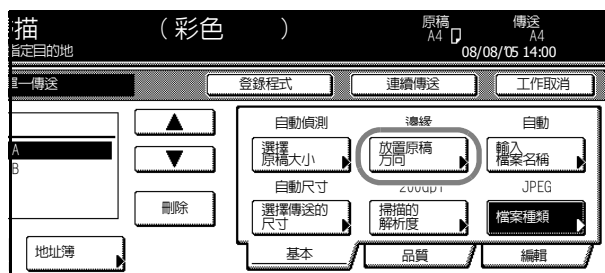 描 （彩色 ）
原稿 傳送
A4 A4
指定目的地
08/08/'05 14:00
單一傳送
登錄程式
連續傳送
工作取消
A
B
刪除
地址簿
自動偵測
邊緣
自動
選擇
原稿大小
放置原稿
方向
輸入
檔案名稱
自動尺寸
200dpi
JPEG
選擇傳送的
尺寸
掃描的
解析度
檔案種類
基本
品質
編輯